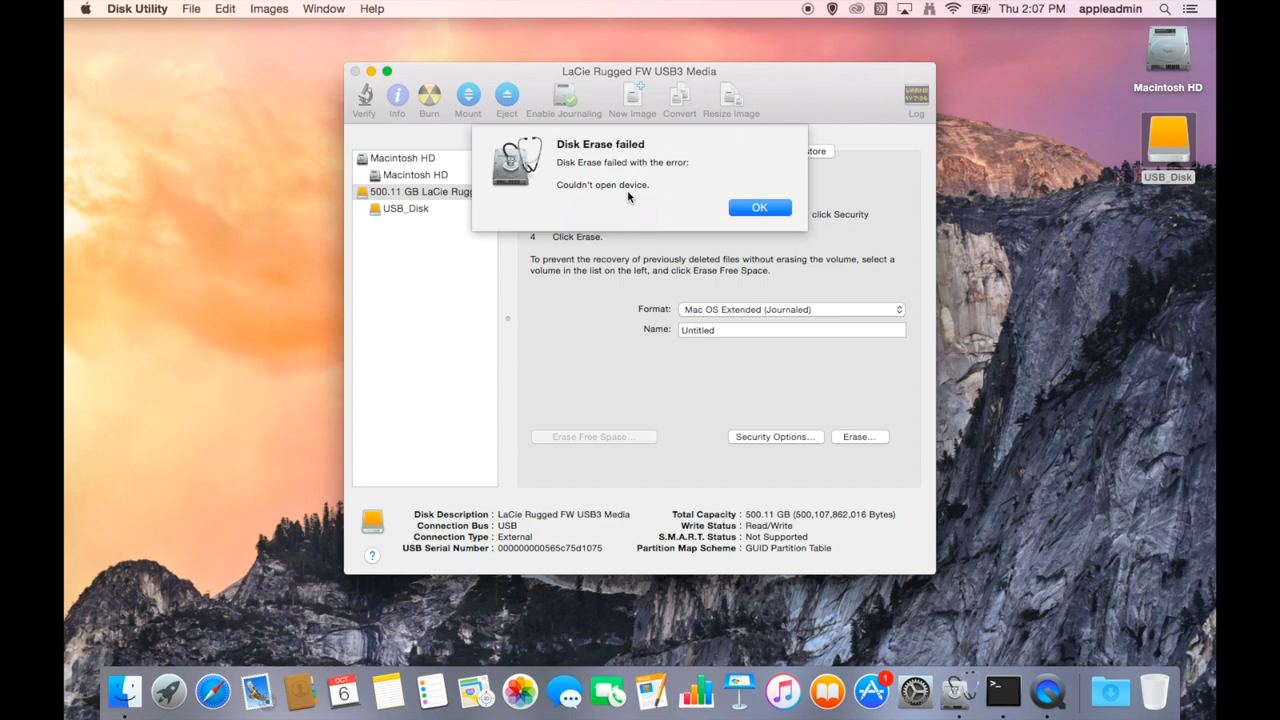 Disk Utility File Edit Images Window Help Thu 2:07 PM appleadmin
LaCie Rugged FW USB3 Media
Verify Info Burn Mount Eject Enable Journaling New Image Convert Resize Image Log
Macintosh HD
USB_Disk
Macintosh HD
Macintosh HD
500.11 GB LaCie Rugg
USB_Disk
store
Disk Erase failed
Disk Erase failed with the error:
Couldn't open device.
OK
, click Security
4 Click Erase.
To prevent the recovery of previously deleted files without erasing the volume, select a
volume in the list on the left, and click Erase Free Space.
Format: Mac OS Extended (Journaled)
Name: Untitled
Erase Free Space... Security Options... Erase...
Disk Description : LaCie Rugged FW USB3 Media
Connection Bus : USB
Connection Type : External
USB Serial Number : 000000000565c75d1075
Total Capacity : 500.11 GB (500,107,862,016 Bytes)
Write Status : Read/Write
S.M.A.R.T. Status : Not Supported
Partition Map Scheme : GUID Partition Table
?
OCT
6
1
>_